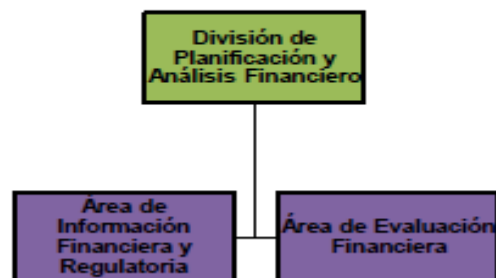 División de
Planificación y
Análisis Financiero
Área de
Información
Financiera y
Regulatoria
Área de Evaluación
Financiera